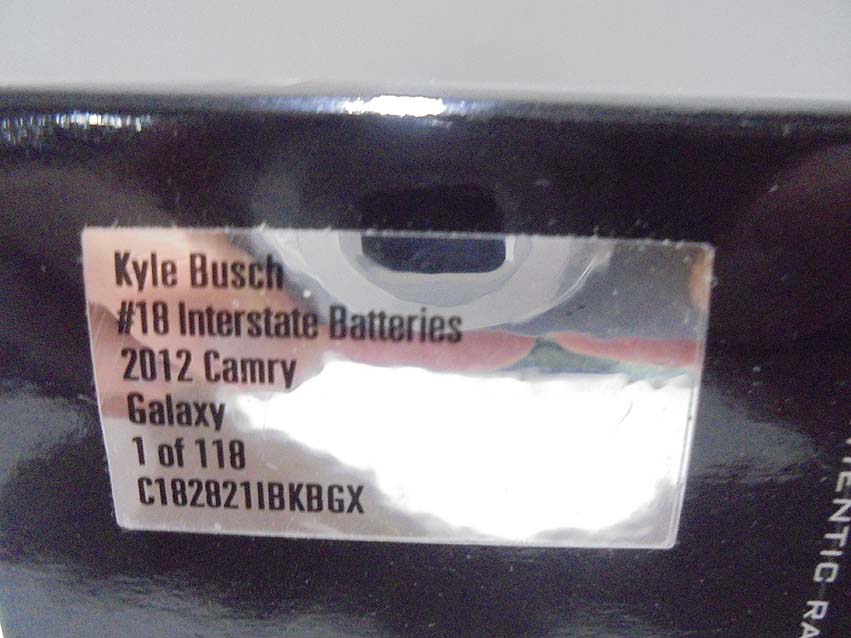 Kyle Busch
#18 Interstate Batteries
2012 Camry
Galaxy
1 of 118
C182821IBKBGX